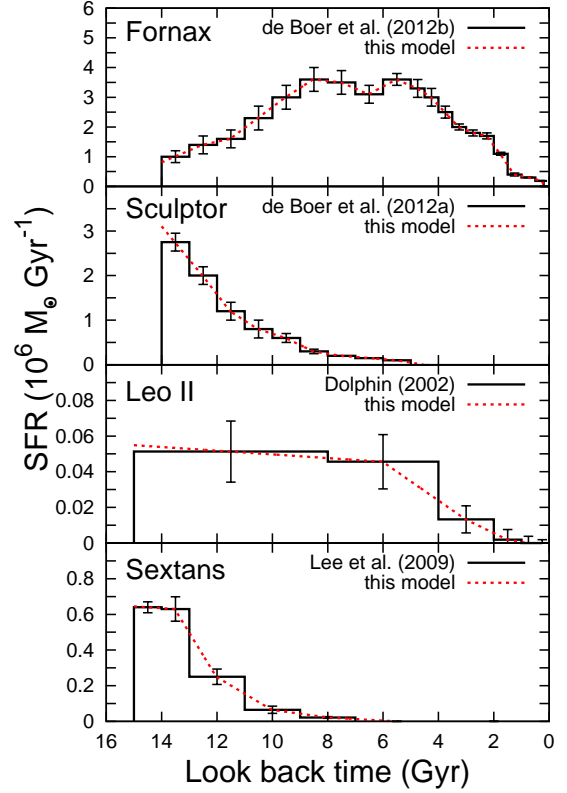 Fornax
de Boer et al. (2012b)
this model
6
5
4
3
2
1
0
Sculptor
de Boer et al. (2012a)
this model
3
2
1
0
Leo II
Dolphin (2002)
this model
0.08
0.06
0.04
0.02
0
Sextans
Lee et al. (2009)
this model
0.8
0.6
0.4
0.2
0
SFR (10⁶ M☉ Gyr⁻¹)
16 14 12 10 8 6 4 2 0
Look back time (Gyr)